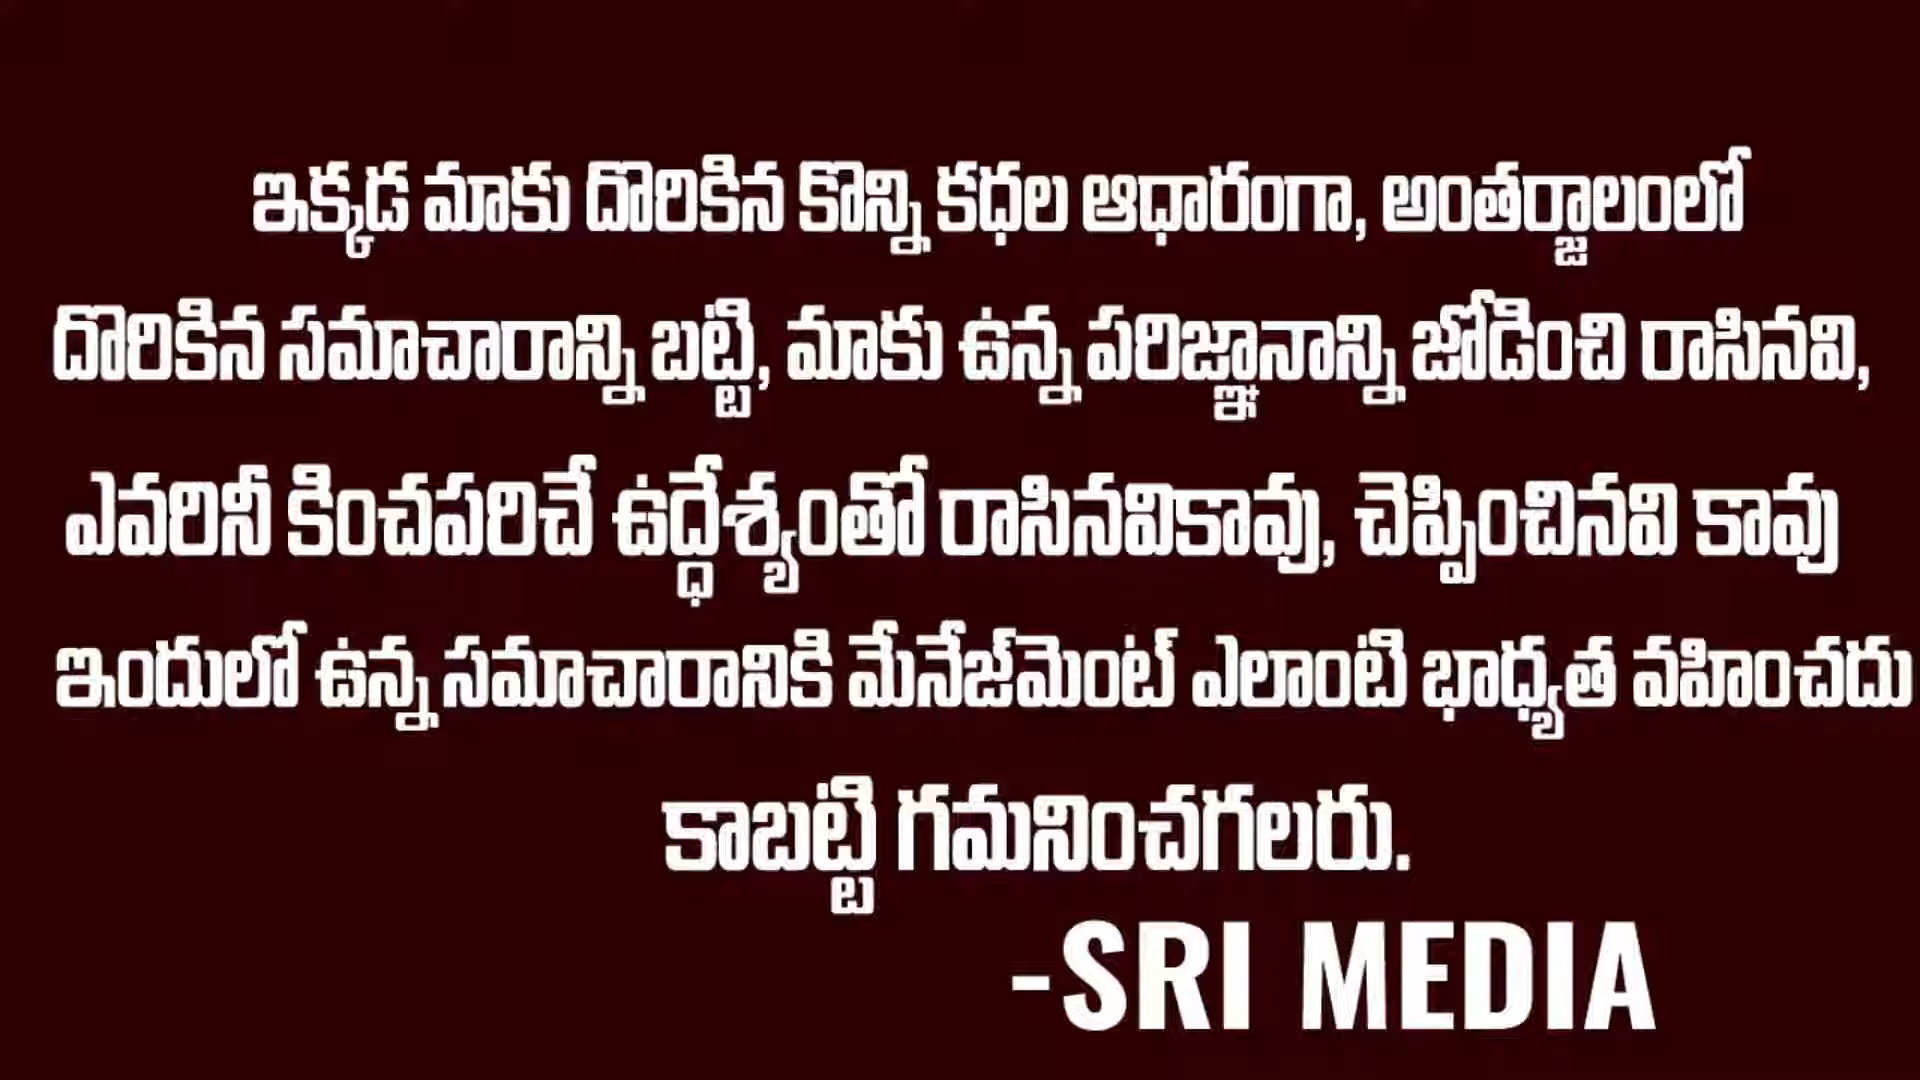 ఇక్కడ మాకు దొరికిన కొన్ని కధల ఆధారంగా, అంతర్జాలంలో
దొరికిన సమాచారాన్ని బట్టి, మాకు ఉన్న పరిజ్ఞానాన్ని జోడించి రాసినవి,
ఎవరినీ కించపరిచే ఉద్ధేశ్యంతో రాసినవికావు, చెప్పించినవి కావు
ఇందులో ఉన్న సమాచారానికి మేనేజ్‌మెంట్ ఎలాంటి భాధ్యత వహించదు
కాబట్టి గమనించగలరు.
-SRI MEDIA